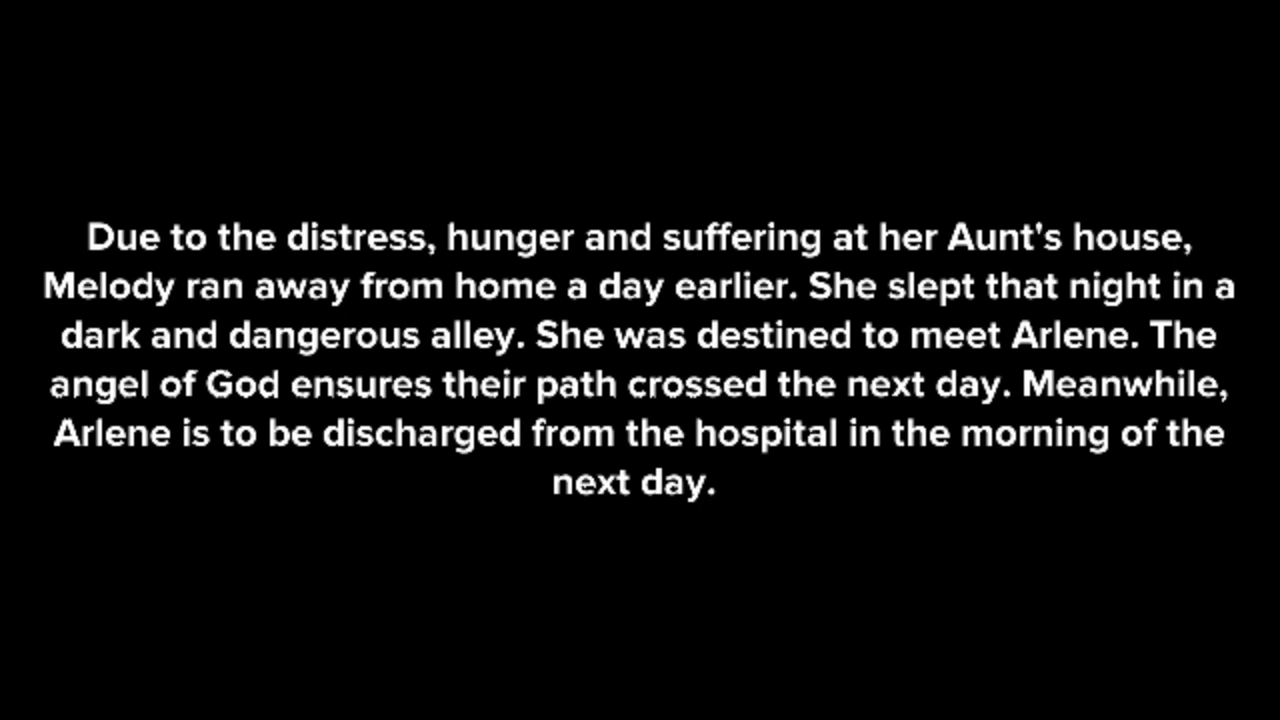 Due to the distress, hunger and suffering at her Aunt's house,
Melody ran away from home a day earlier. She slept that night in a
dark and dangerous alley. She was destined to meet Arlene. The
angel of God ensures their path crossed the next day. Meanwhile,
Arlene is to be discharged from the hospital in the morning of the
next day.